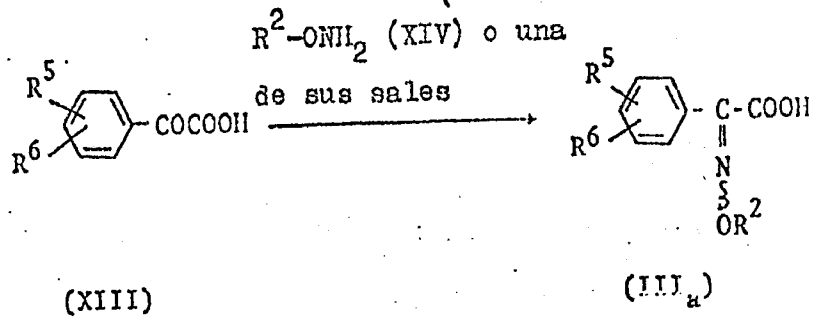 R²-ONH₂ (XIV) o una
de sus sales
R⁵
R⁶
-COCOOH
R⁵
R⁶
-C-COOH
N
OR²
(XIII)
(IIIₐ)